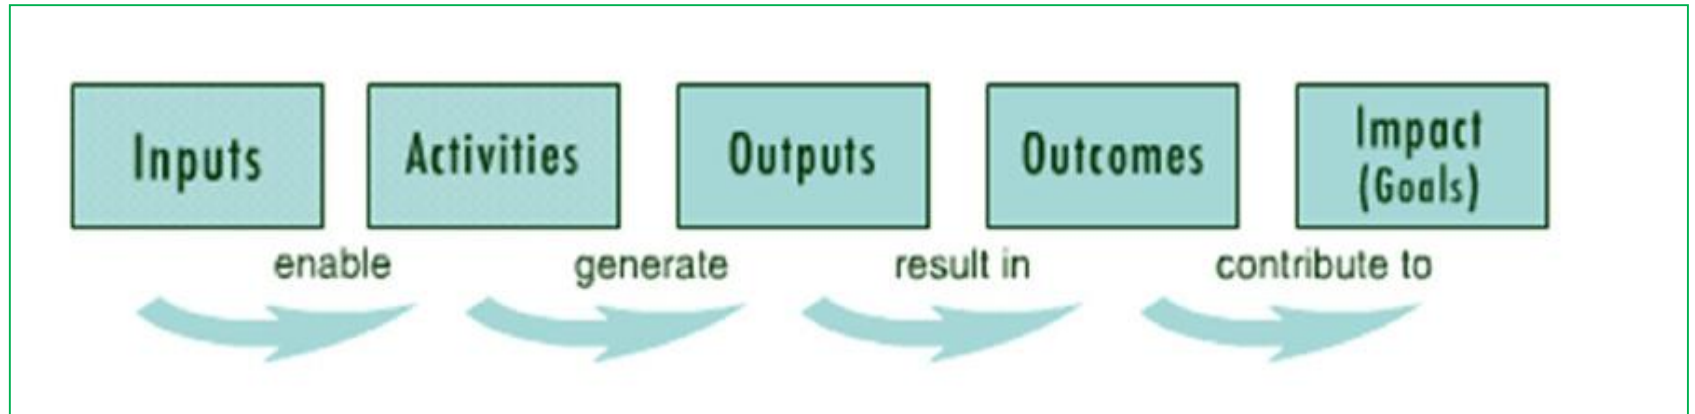 Inputs
Activities
Outputs
Outcomes
Impact
(Goals)
enable
generate
result in
contribute to